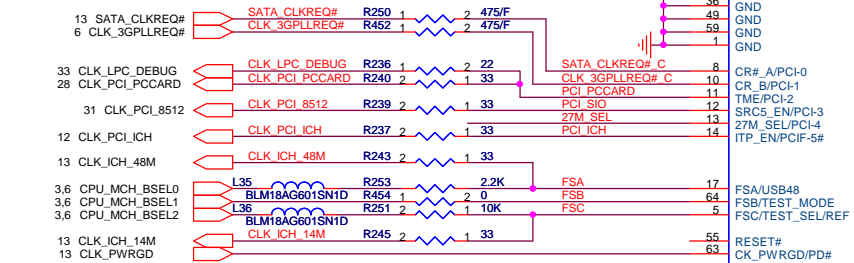 36 GND
49 GND
59 GND
1 GND
13 SATA_CLKREQ# SATA_CLKREQ# R250 1 2 475/F
6 CLK_3GPLLREQ# CLK_3GPLLREQ# R452 1 2 475/F
33 CLK_LPC_DEBUG CLK_LPC_DEBUG R236 1 2 22 SATA_CLKREQ#_C 8 CR#_A/PCI-0
28 CLK_PCI_PCCARD CLK_PCI_PCCARD R240 2 1 33 CLK_3GPLLREQ#_C 10 CR_B/PCI-1
PCI_PCCARD 11 TME/PCI-2
31 CLK_PCI_8512 CLK_PCI_8512 R239 2 1 33 PCI_SIO 12 SRC5_EN/PCI-3
27M_SEL 13 27M_SEL/PCI-4
12 CLK_PCI_ICH CLK_PCI_ICH R237 2 1 33 PCI_ICH 14 ITP_EN/PCIF-5#
13 CLK_ICH_48M CLK_ICH_48M R243 2 1 33
3,6 CPU_MCH_BSEL0 L35 R253 2 1 2.2K FSA 17 FSA/USB48
3,6 CPU_MCH_BSEL1 BLM18AG601SN1D R454 1 2 0 FSB 64 FSB/TEST_MODE
3,6 CPU_MCH_BSEL2 L36 R251 2 1 10K FSC 5 FSC/TEST_SEL/REF
BLM18AG601SN1D
13 CLK_ICH_14M CLK_ICH_14M R245 2 1 33 55 RESET#
13 CLK_PWRGD 63 CK_PWRGD/PD#